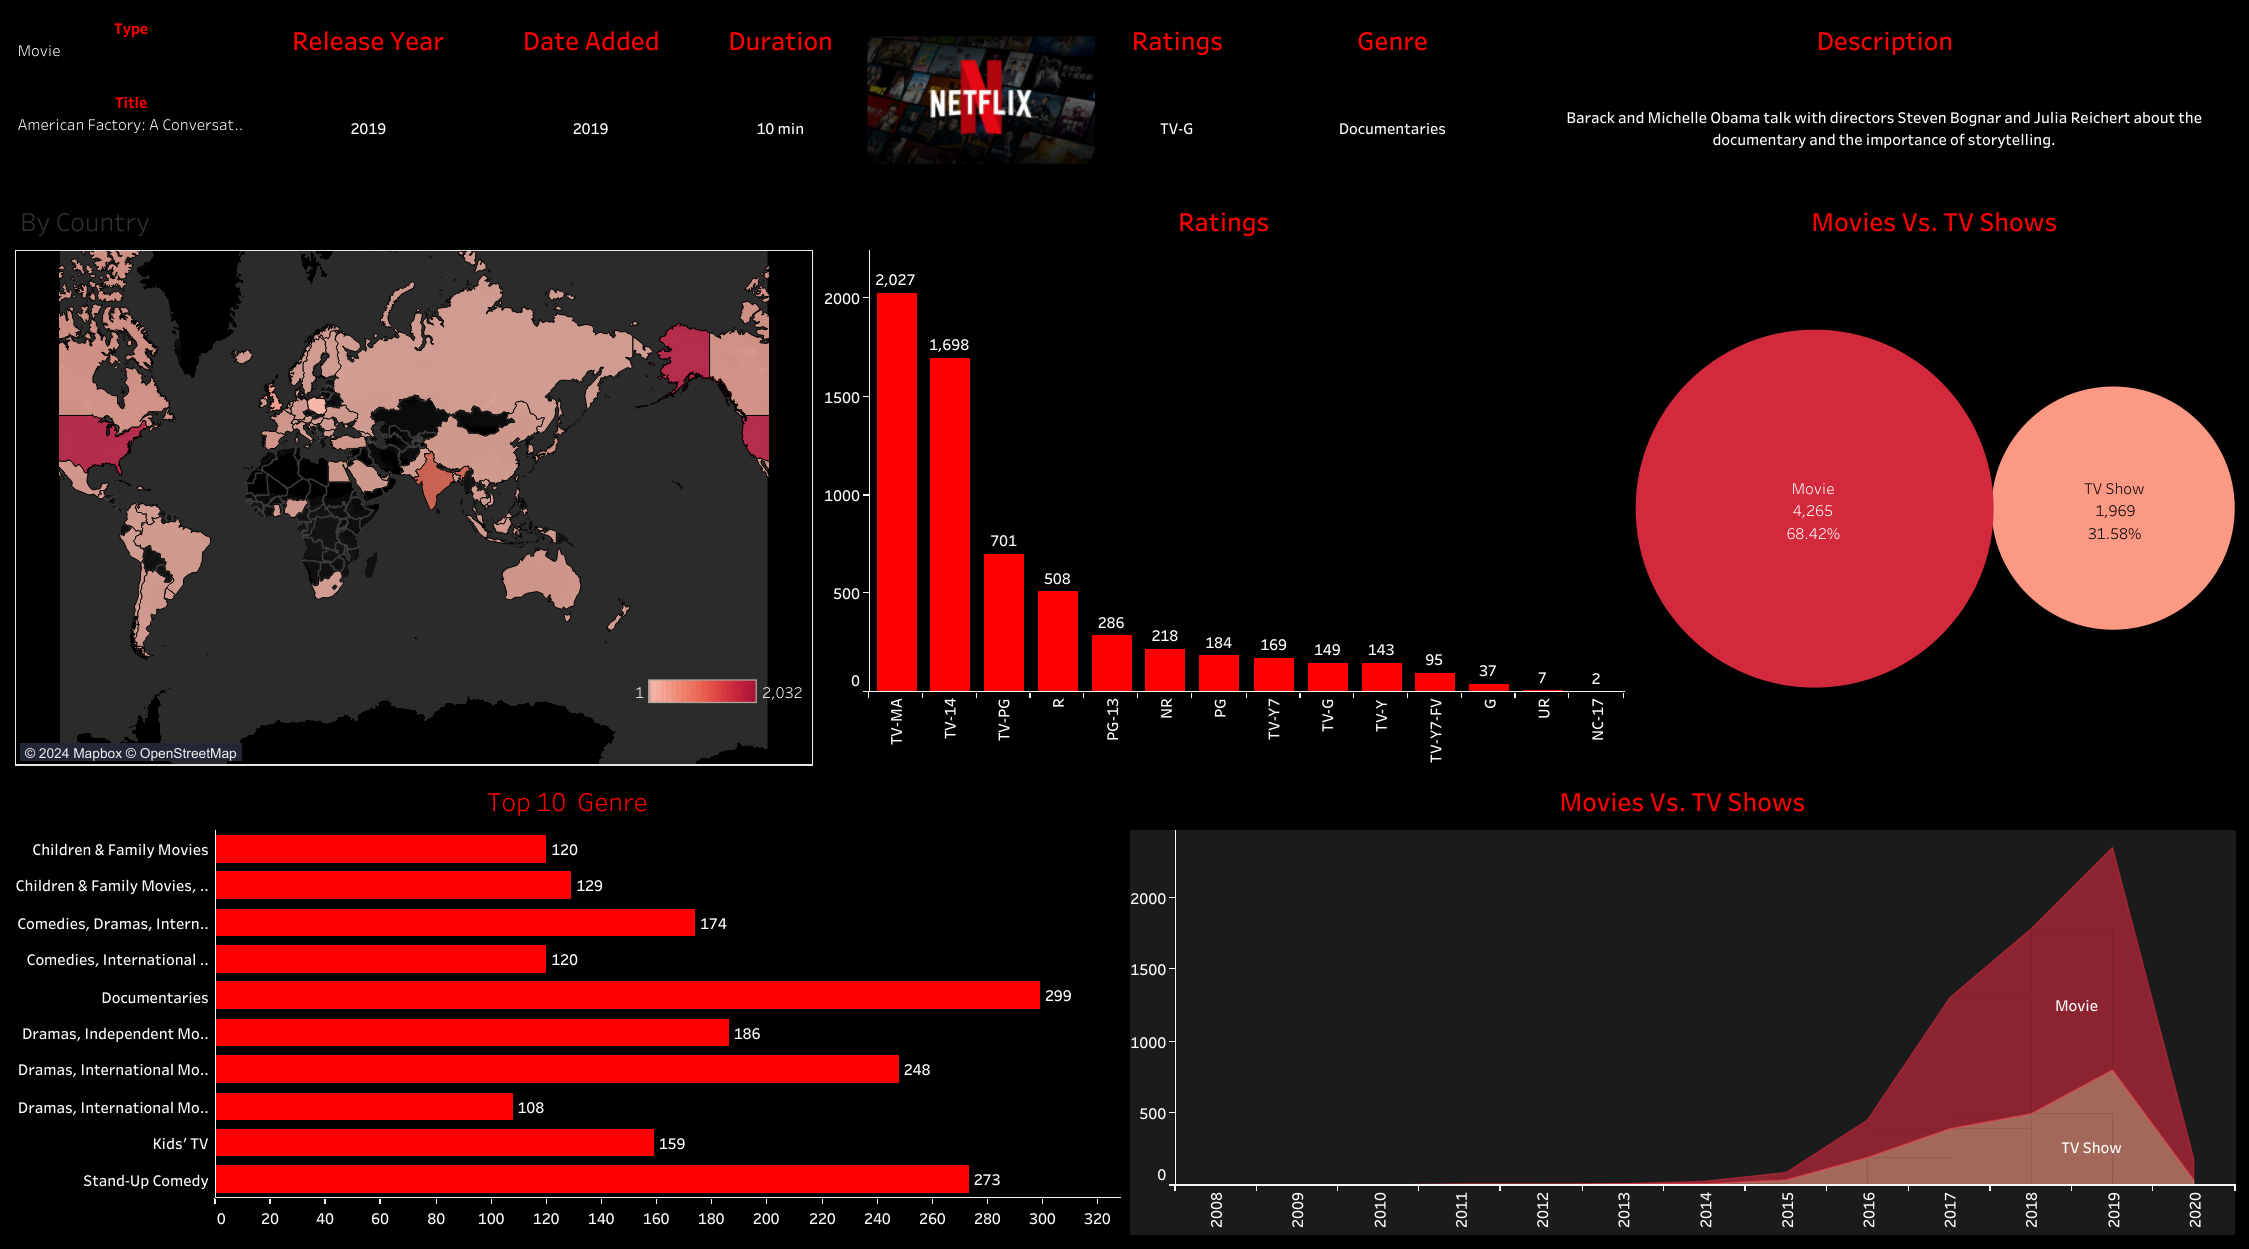 Type
Movie
Title
American Factory: A Conversat..
Release Year
2019
Date Added
2019
Duration
10 min
NETFLIX
Ratings
TV-G
Genre
Documentaries
Description
Barack and Michelle Obama talk with directors Steven Bognar and Julia Reichert about the
documentary and the importance of storytelling.
By Country
1
2,032
© 2024 Mapbox © OpenStreetMap
Ratings
2000
1500
1000
500
0
2,027
1,698
701
508
286
218
184
169
149
143
95
37
7
2
TV-MA
TV-14
TV-PG
R
PG-13
NR
PG
TV-Y7
TV-G
TV-Y
TV-Y7-FV
G
UR
NC-17
Movies Vs. TV Shows
Movie
4,265
68.42%
TV Show
1,969
31.58%
Top 10 Genre
Children & Family Movies
120
Children & Family Movies, ..
129
Comedies, Dramas, Intern..
174
Comedies, International ..
120
Documentaries
299
Dramas, Independent Mo..
186
Dramas, International Mo..
248
Dramas, International Mo..
108
Kids' TV
159
Stand-Up Comedy
273
0 20 40 60 80 100 120 140 160 180 200 220 240 260 280 300 320
Movies Vs. TV Shows
2000
1500
1000
500
0
Movie
TV Show
2008
2009
2010
2011
2012
2013
2014
2015
2016
2017
2018
2019
2020